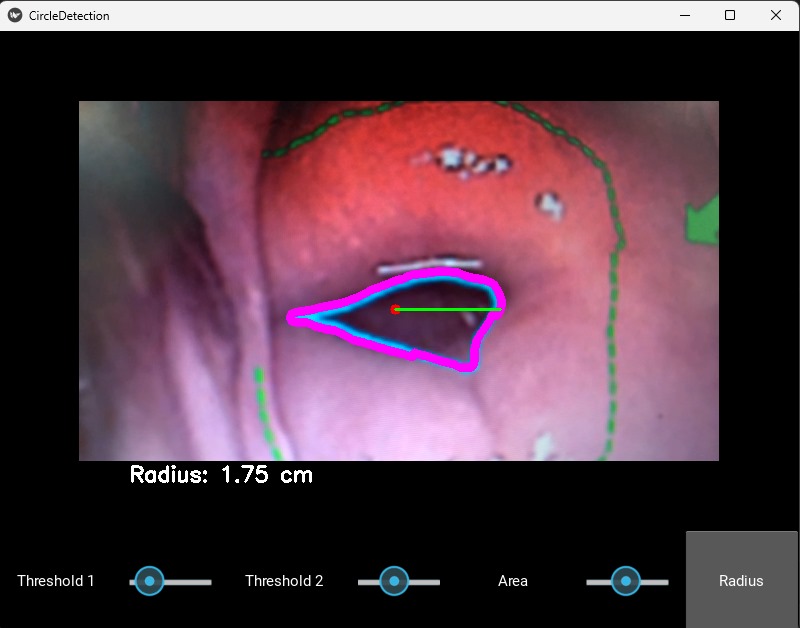 CircleDetection
Radius: 1.75 cm
Threshold 1
Threshold 2
Area
Radius